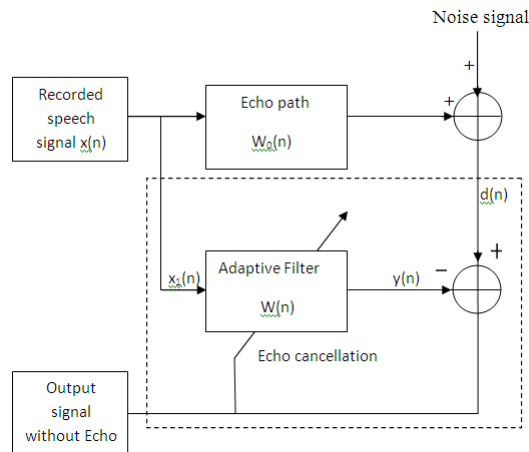 Noise signal
+
Recorded
speech
signal x(n)
Echo path
W₀(n)
+
d(n)
x₁(n)
Adaptive Filter
W(n)
y(n)
−
+
Echo cancellation
Output
signal
without Echo